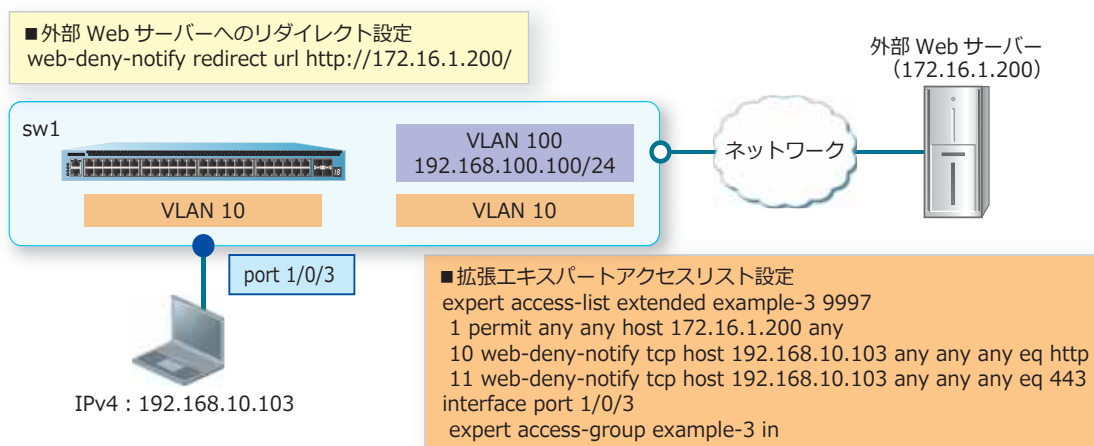 ■外部 Web サーバーへのリダイレクト設定
web-deny-notify redirect url http://172.16.1.200/
外部 Web サーバー
（172.16.1.200）
sw1
VLAN 100
192.168.100.100/24
ネットワーク
VLAN 10
VLAN 10
port 1/0/3
IPv4：192.168.10.103
■拡張エキスパートアクセスリスト設定
expert access-list extended example-3 9997
1 permit any any host 172.16.1.200 any
10 web-deny-notify tcp host 192.168.10.103 any any any eq http
11 web-deny-notify tcp host 192.168.10.103 any any any eq 443
interface port 1/0/3
expert access-group example-3 in